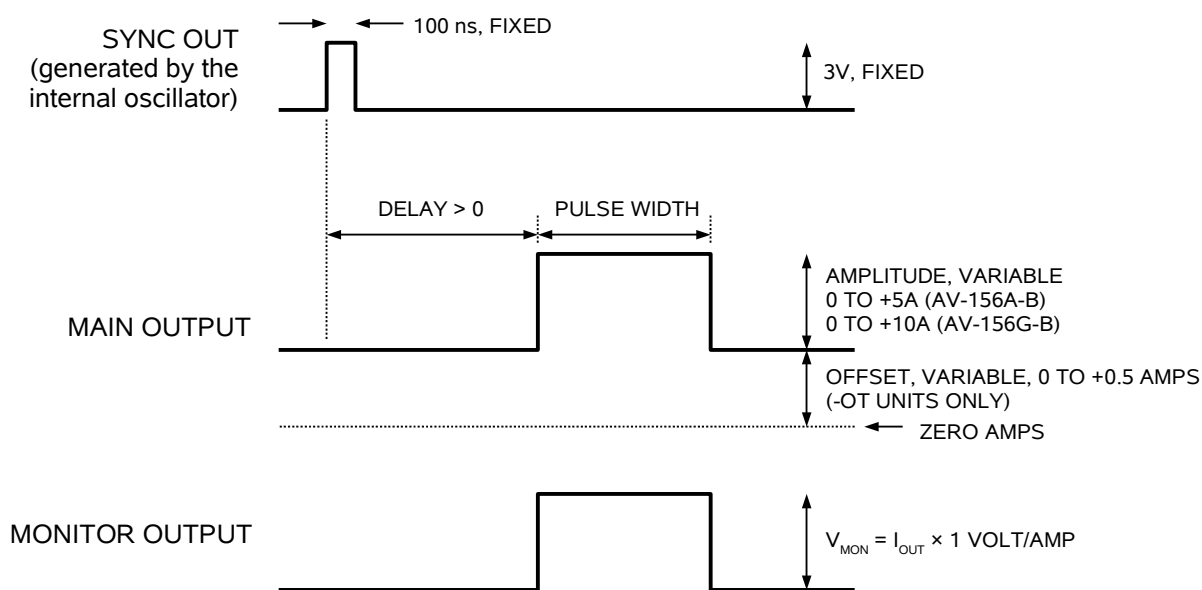 100 ns, FIXED
SYNC OUT
(generated by the
internal oscillator)
3V, FIXED
DELAY > 0
PULSE WIDTH
MAIN OUTPUT
AMPLITUDE, VARIABLE
0 TO +5A (AV-156A-B)
0 TO +10A (AV-156G-B)
OFFSET, VARIABLE, 0 TO +0.5 AMPS
(-OT UNITS ONLY)
ZERO AMPS
MONITOR OUTPUT
VMON = IOUT × 1 VOLT/AMP